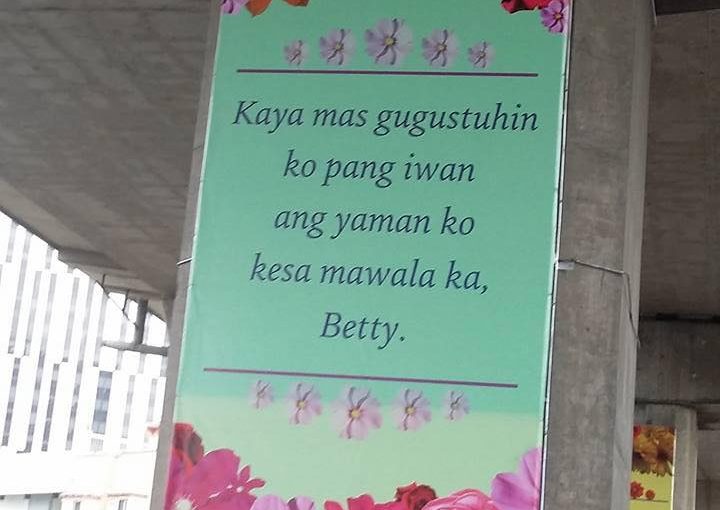 Kaya mas gugustuhin
ko pang iwan
ang yaman ko
kesa mawala ka,
Betty.